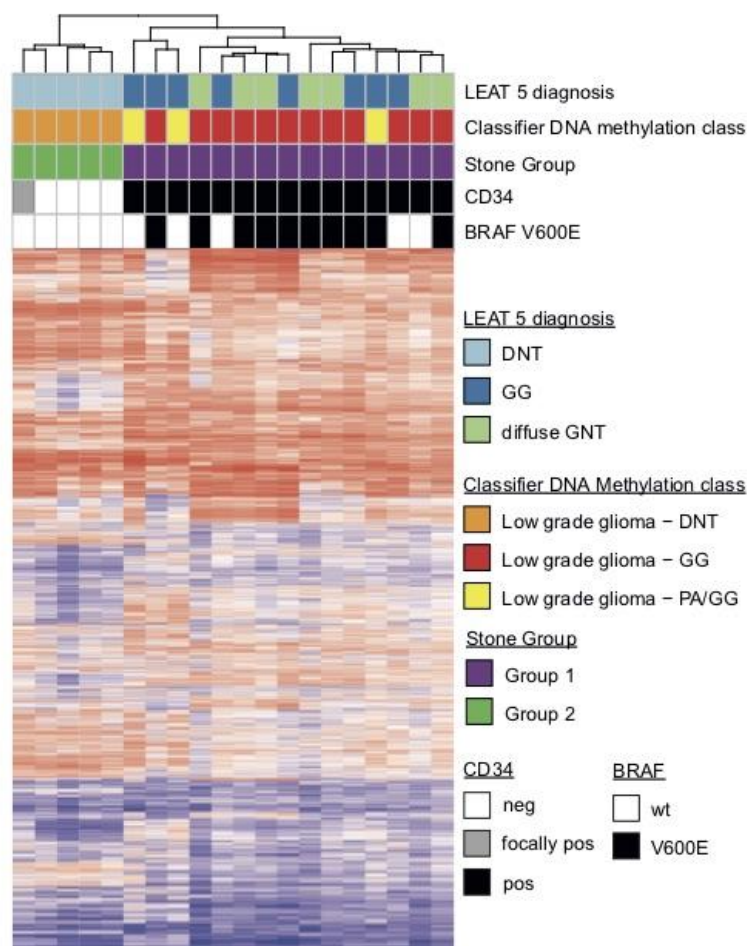 LEAT 5 diagnosis
Classifier DNA methylation class
Stone Group
CD34
BRAF V600E
LEAT 5 diagnosis
DNT
GG
diffuse GNT
Classifier DNA Methylation class
Low grade glioma − DNT
Low grade glioma − GG
Low grade glioma − PA/GG
Stone Group
Group 1
Group 2
CD34
neg
focally pos
pos
BRAF
wt
V600E